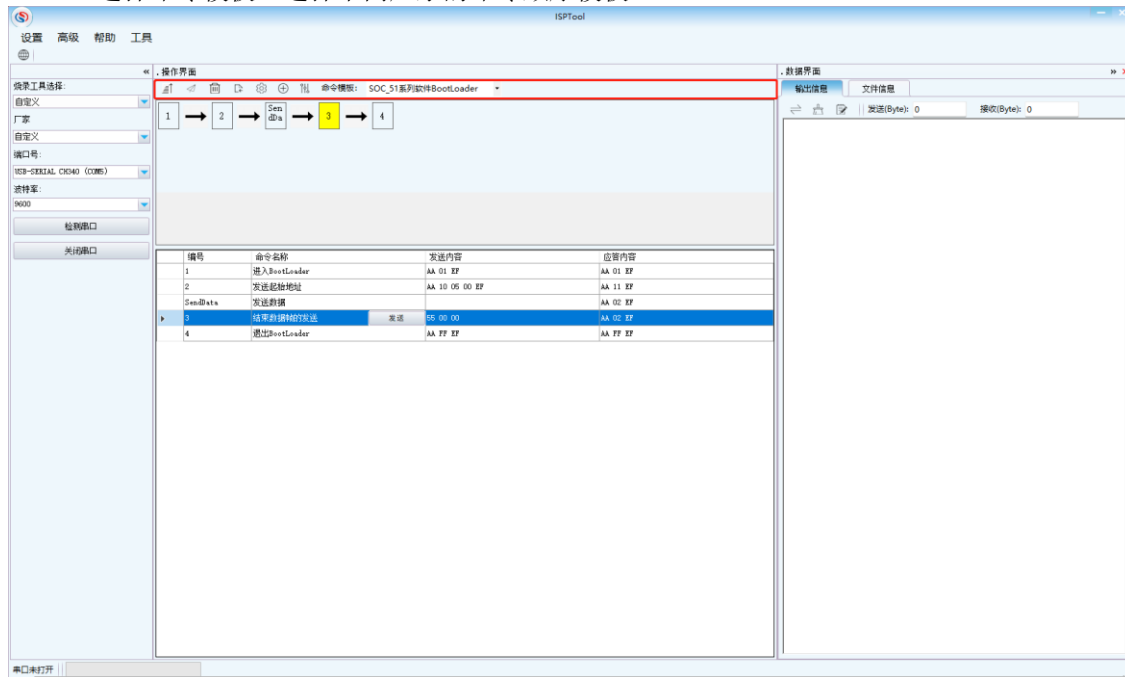 ISPTool
设置 高级 帮助 工具
烧录工具选择:
自定义
厂家
自定义
端口号:
USB-SERIAL CH340 (COM5)
波特率:
9600
检测串口
关闭串口
操作界面
命令模板: SOC_51系列软件BootLoader
1 2 Sen dDa 3 4
编号 命令名称 发送内容 应答内容
1 进入BootLoader AA 01 EF AA 01 EF
2 发送起始地址 AA 10 05 00 EF AA 11 EF
SendData 发送数据 AA 02 EF
3 结束数据帧的发送 发送 55 00 00 AA 02 EF
4 退出BootLoader AA FF EF AA FF EF
数据界面
输出信息 文件信息
发送(Byte): 0 接收(Byte): 0
串口未打开